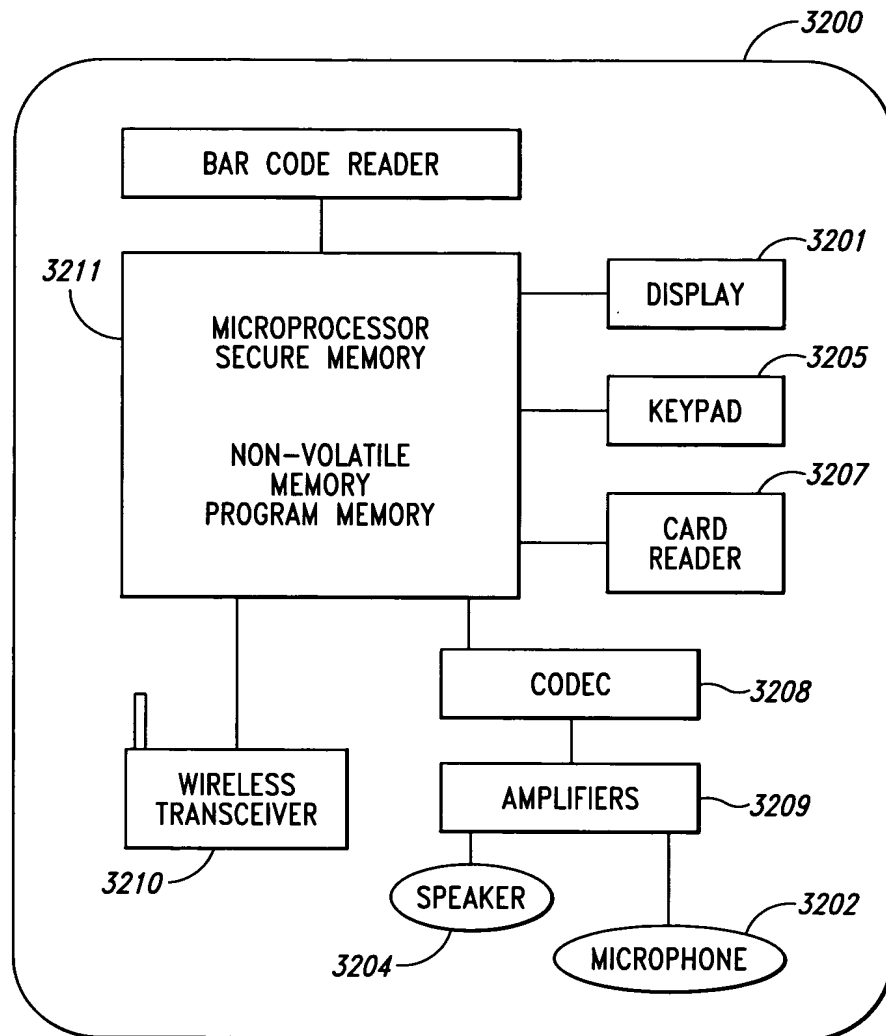 3200
BAR CODE READER
3211
MICROPROCESSOR
SECURE MEMORY
NON-VOLATILE
MEMORY
PROGRAM MEMORY
3201
DISPLAY
3205
KEYPAD
3207
CARD
READER
CODEC
3208
WIRELESS
TRANSCEIVER
3210
AMPLIFIERS
3209
SPEAKER
3204
3202
MICROPHONE